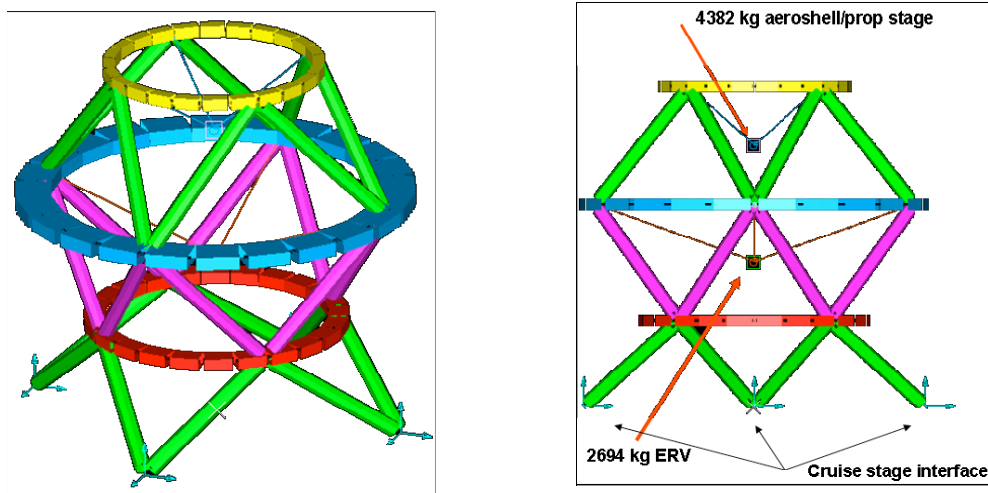 4382 kg aeroshell/prop stage
2694 kg ERV
Cruise stage interface